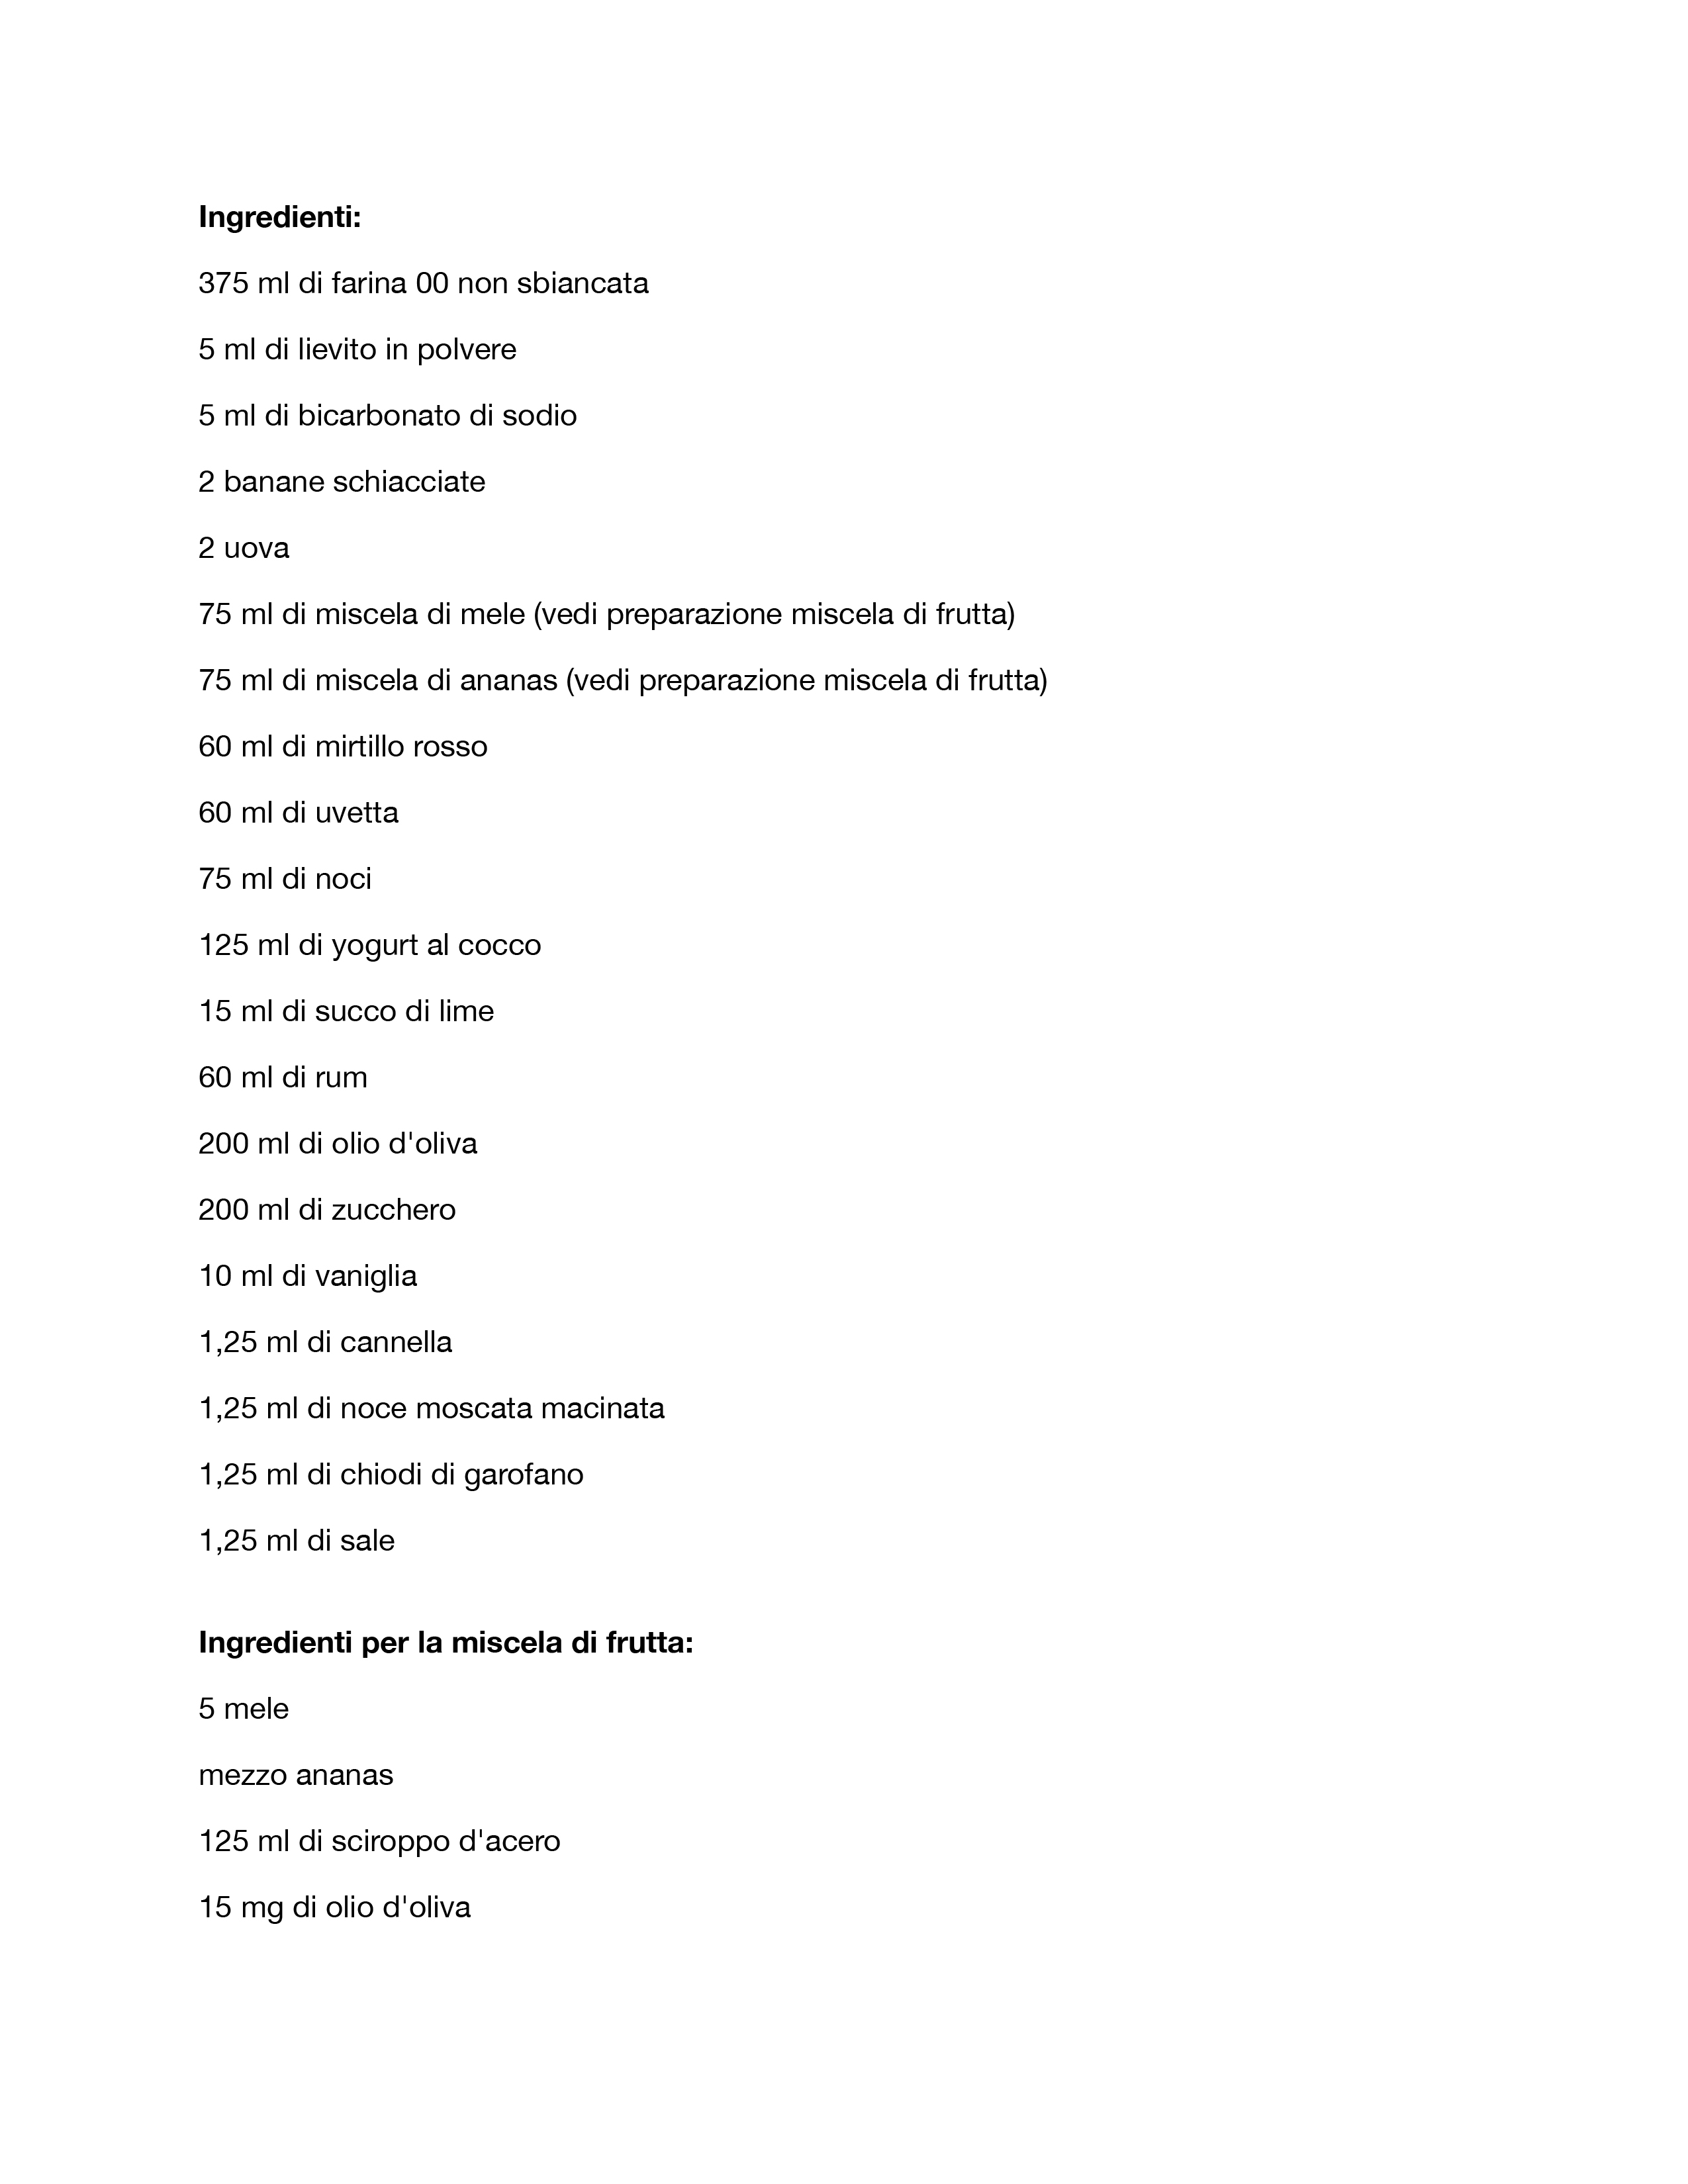 Ingredienti:
375 ml di farina 00 non sbiancata
5 ml di lievito in polvere
5 ml di bicarbonato di sodio
2 banane schiacciate
2 uova
75 ml di miscela di mele (vedi preparazione miscela di frutta)
75 ml di miscela di ananas (vedi preparazione miscela di frutta)
60 ml di mirtillo rosso
60 ml di uvetta
75 ml di noci
125 ml di yogurt al cocco
15 ml di succo di lime
60 ml di rum
200 ml di olio d'oliva
200 ml di zucchero
10 ml di vaniglia
1,25 ml di cannella
1,25 ml di noce moscata macinata
1,25 ml di chiodi di garofano
1,25 ml di sale
Ingredienti per la miscela di frutta:
5 mele
mezzo ananas
125 ml di sciroppo d'acero
15 mg di olio d'oliva